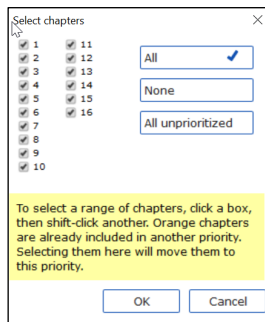 Select chapters
1 11
2 12
3 13
4 14
5 15
6 16
7
8
9
10
All
None
All unprioritized
To select a range of chapters, click a box,
then shift-click another. Orange chapters
are already included in another priority.
Selecting them here will move them to
this priority.
OK Cancel